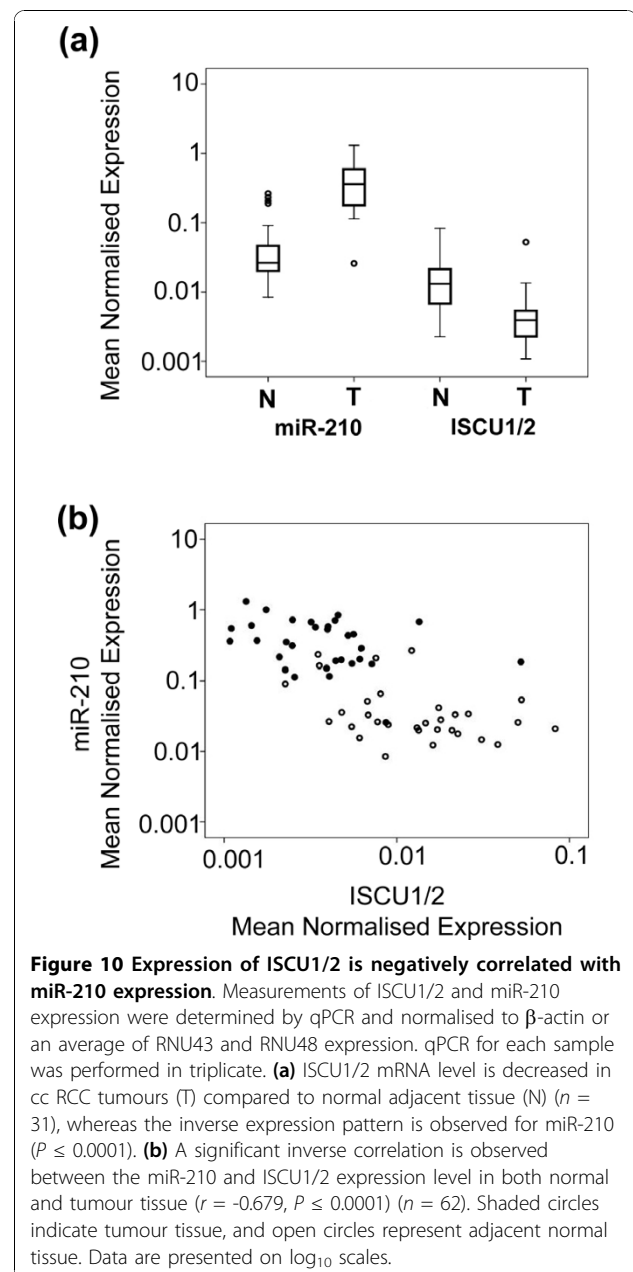 (a)
Mean Normalised Expression
10
1
0.1
0.01
0.001
N T N T
miR-210 ISCU1/2
(b)
miR-210
Mean Normalised Expression
10
1
0.1
0.01
0.001
0.001 0.01 0.1
ISCU1/2
Mean Normalised Expression
Figure 10 Expression of ISCU1/2 is negatively correlated with
miR-210 expression. Measurements of ISCU1/2 and miR-210
expression were determined by qPCR and normalised to β-actin or
an average of RNU43 and RNU48 expression. qPCR for each sample
was performed in triplicate. (a) ISCU1/2 mRNA level is decreased in
cc RCC tumours (T) compared to normal adjacent tissue (N) (n =
31), whereas the inverse expression pattern is observed for miR-210
(P ≤ 0.0001). (b) A significant inverse correlation is observed
between the miR-210 and ISCU1/2 expression level in both normal
and tumour tissue (r = -0.679, P ≤ 0.0001) (n = 62). Shaded circles
indicate tumour tissue, and open circles represent adjacent normal
tissue. Data are presented on log₁₀ scales.